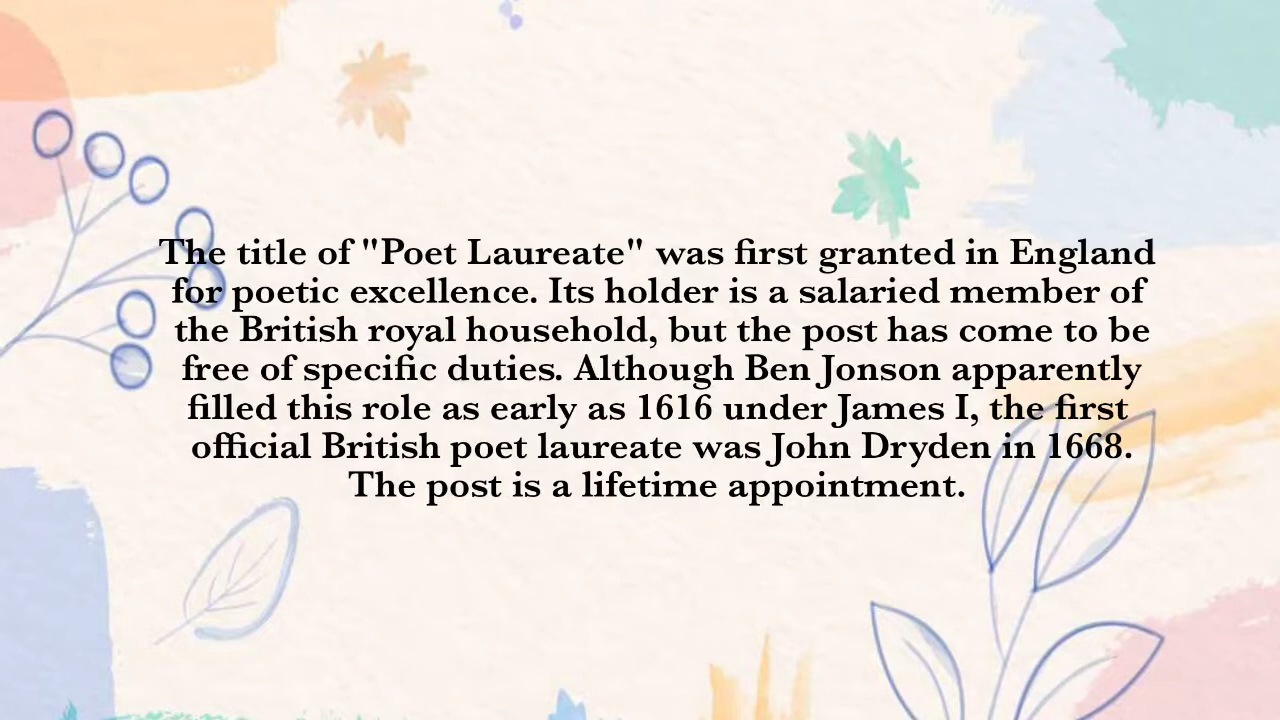 The title of "Poet Laureate" was first granted in England
for poetic excellence. Its holder is a salaried member of
the British royal household, but the post has come to be
free of specific duties. Although Ben Jonson apparently
filled this role as early as 1616 under James I, the first
official British poet laureate was John Dryden in 1668.
The post is a lifetime appointment.